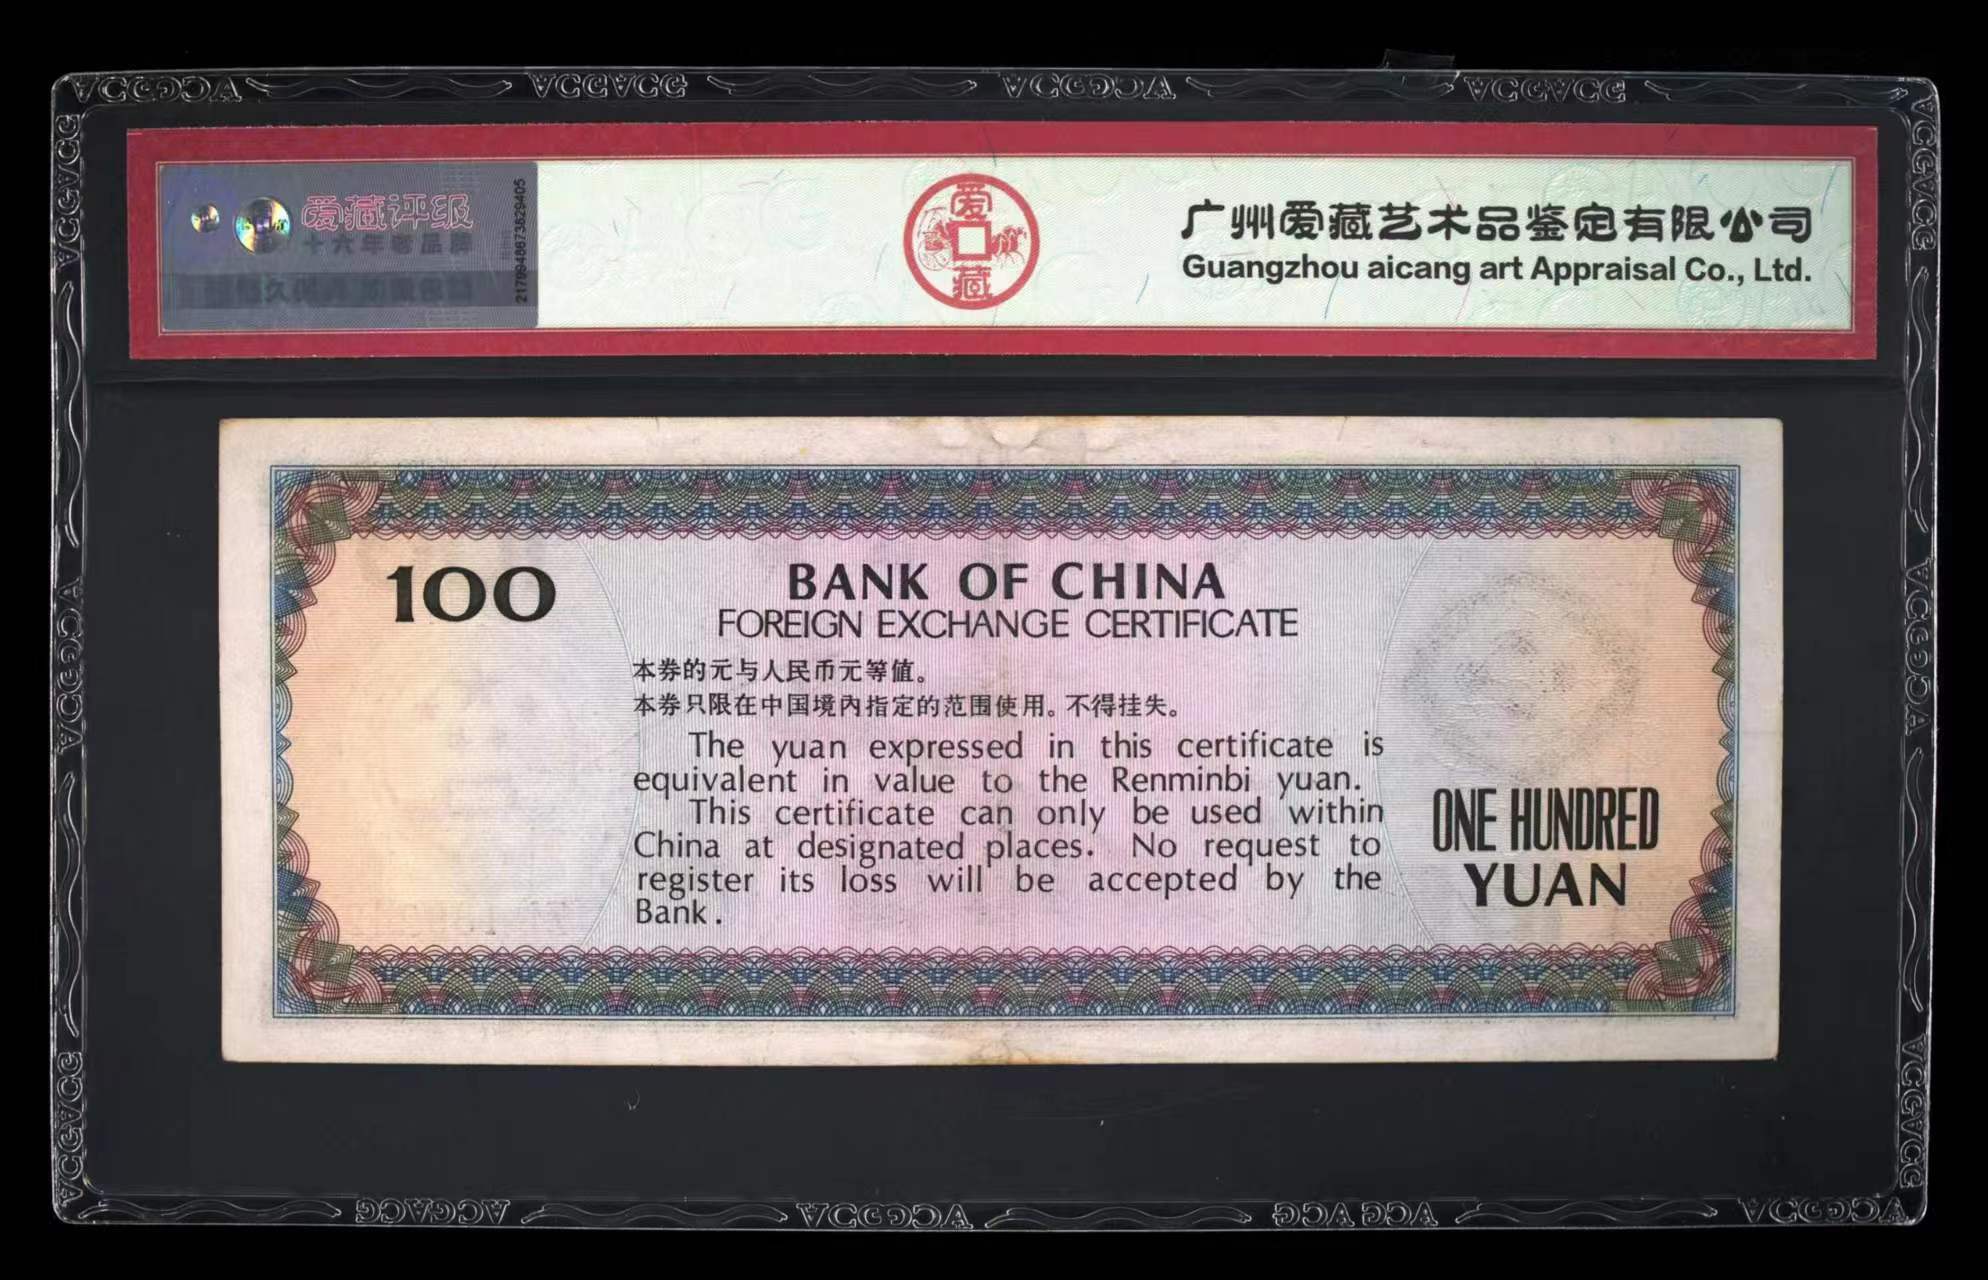 爱藏评级
十六年老品牌
2179948673829405
爱藏
广州爱藏艺术品鉴定有限公司
Guangzhou aicang art Appraisal Co., Ltd.
100
BANK OF CHINA
FOREIGN EXCHANGE CERTIFICATE
本券的元与人民币元等值。
本券只限在中国境内指定的范围使用。不得挂失。
The yuan expressed in this certificate is
equivalent in value to the Renminbi yuan.
This certificate can only be used within
China at designated places. No request to
register its loss will be accepted by the
Bank.
ONE HUNDRED
YUAN